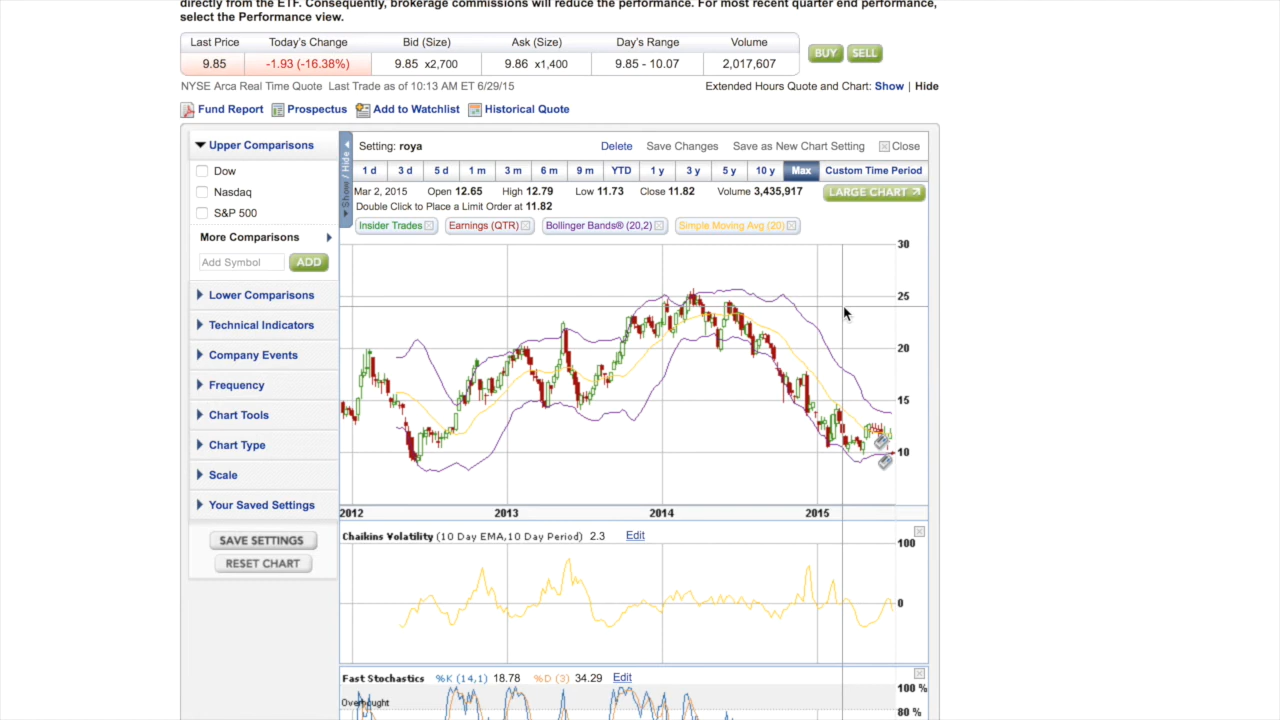 directly from the ETF. Consequently, brokerage commissions will reduce the performance. For most recent quarter end performance,
select the Performance view.
Last Price Today's Change Bid (Size) Ask (Size) Day's Range Volume
9.85 -1.93 (-16.38%) 9.85 x2,700 9.86 x1,400 9.85 - 10.07 2,017,607
BUY SELL
NYSE Arca Real Time Quote Last Trade as of 10:13 AM ET 6/29/15
Extended Hours Quote and Chart: Show | Hide
Fund Report Prospectus Add to Watchlist Historical Quote
Upper Comparisons
Dow
Nasdaq
S&P 500
More Comparisons
Add Symbol ADD
Lower Comparisons
Technical Indicators
Company Events
Frequency
Chart Tools
Chart Type
Scale
Your Saved Settings
SAVE SETTINGS
RESET CHART
Show / Hide
Setting: roya Delete Save Changes Save as New Chart Setting Close
1 d 3 d 5 d 1 m 3 m 6 m 9 m YTD 1 y 3 y 5 y 10 y Max Custom Time Period
Mar 2, 2015 Open 12.65 High 12.79 Low 11.73 Close 11.82 Volume 3,435,917 LARGE CHART
Double Click to Place a Limit Order at 11.82
Insider Trades Earnings (QTR) Bollinger Bands® (20,2) Simple Moving Avg (20)
30
25
20
15
10
2012 2013 2014 2015
Chaikins Volatility (10 Day EMA,10 Day Period) 2.3 Edit
100
0
Fast Stochastics %K (14,1) 18.78 %D (3) 34.29 Edit
100 %
Overbought
80 %